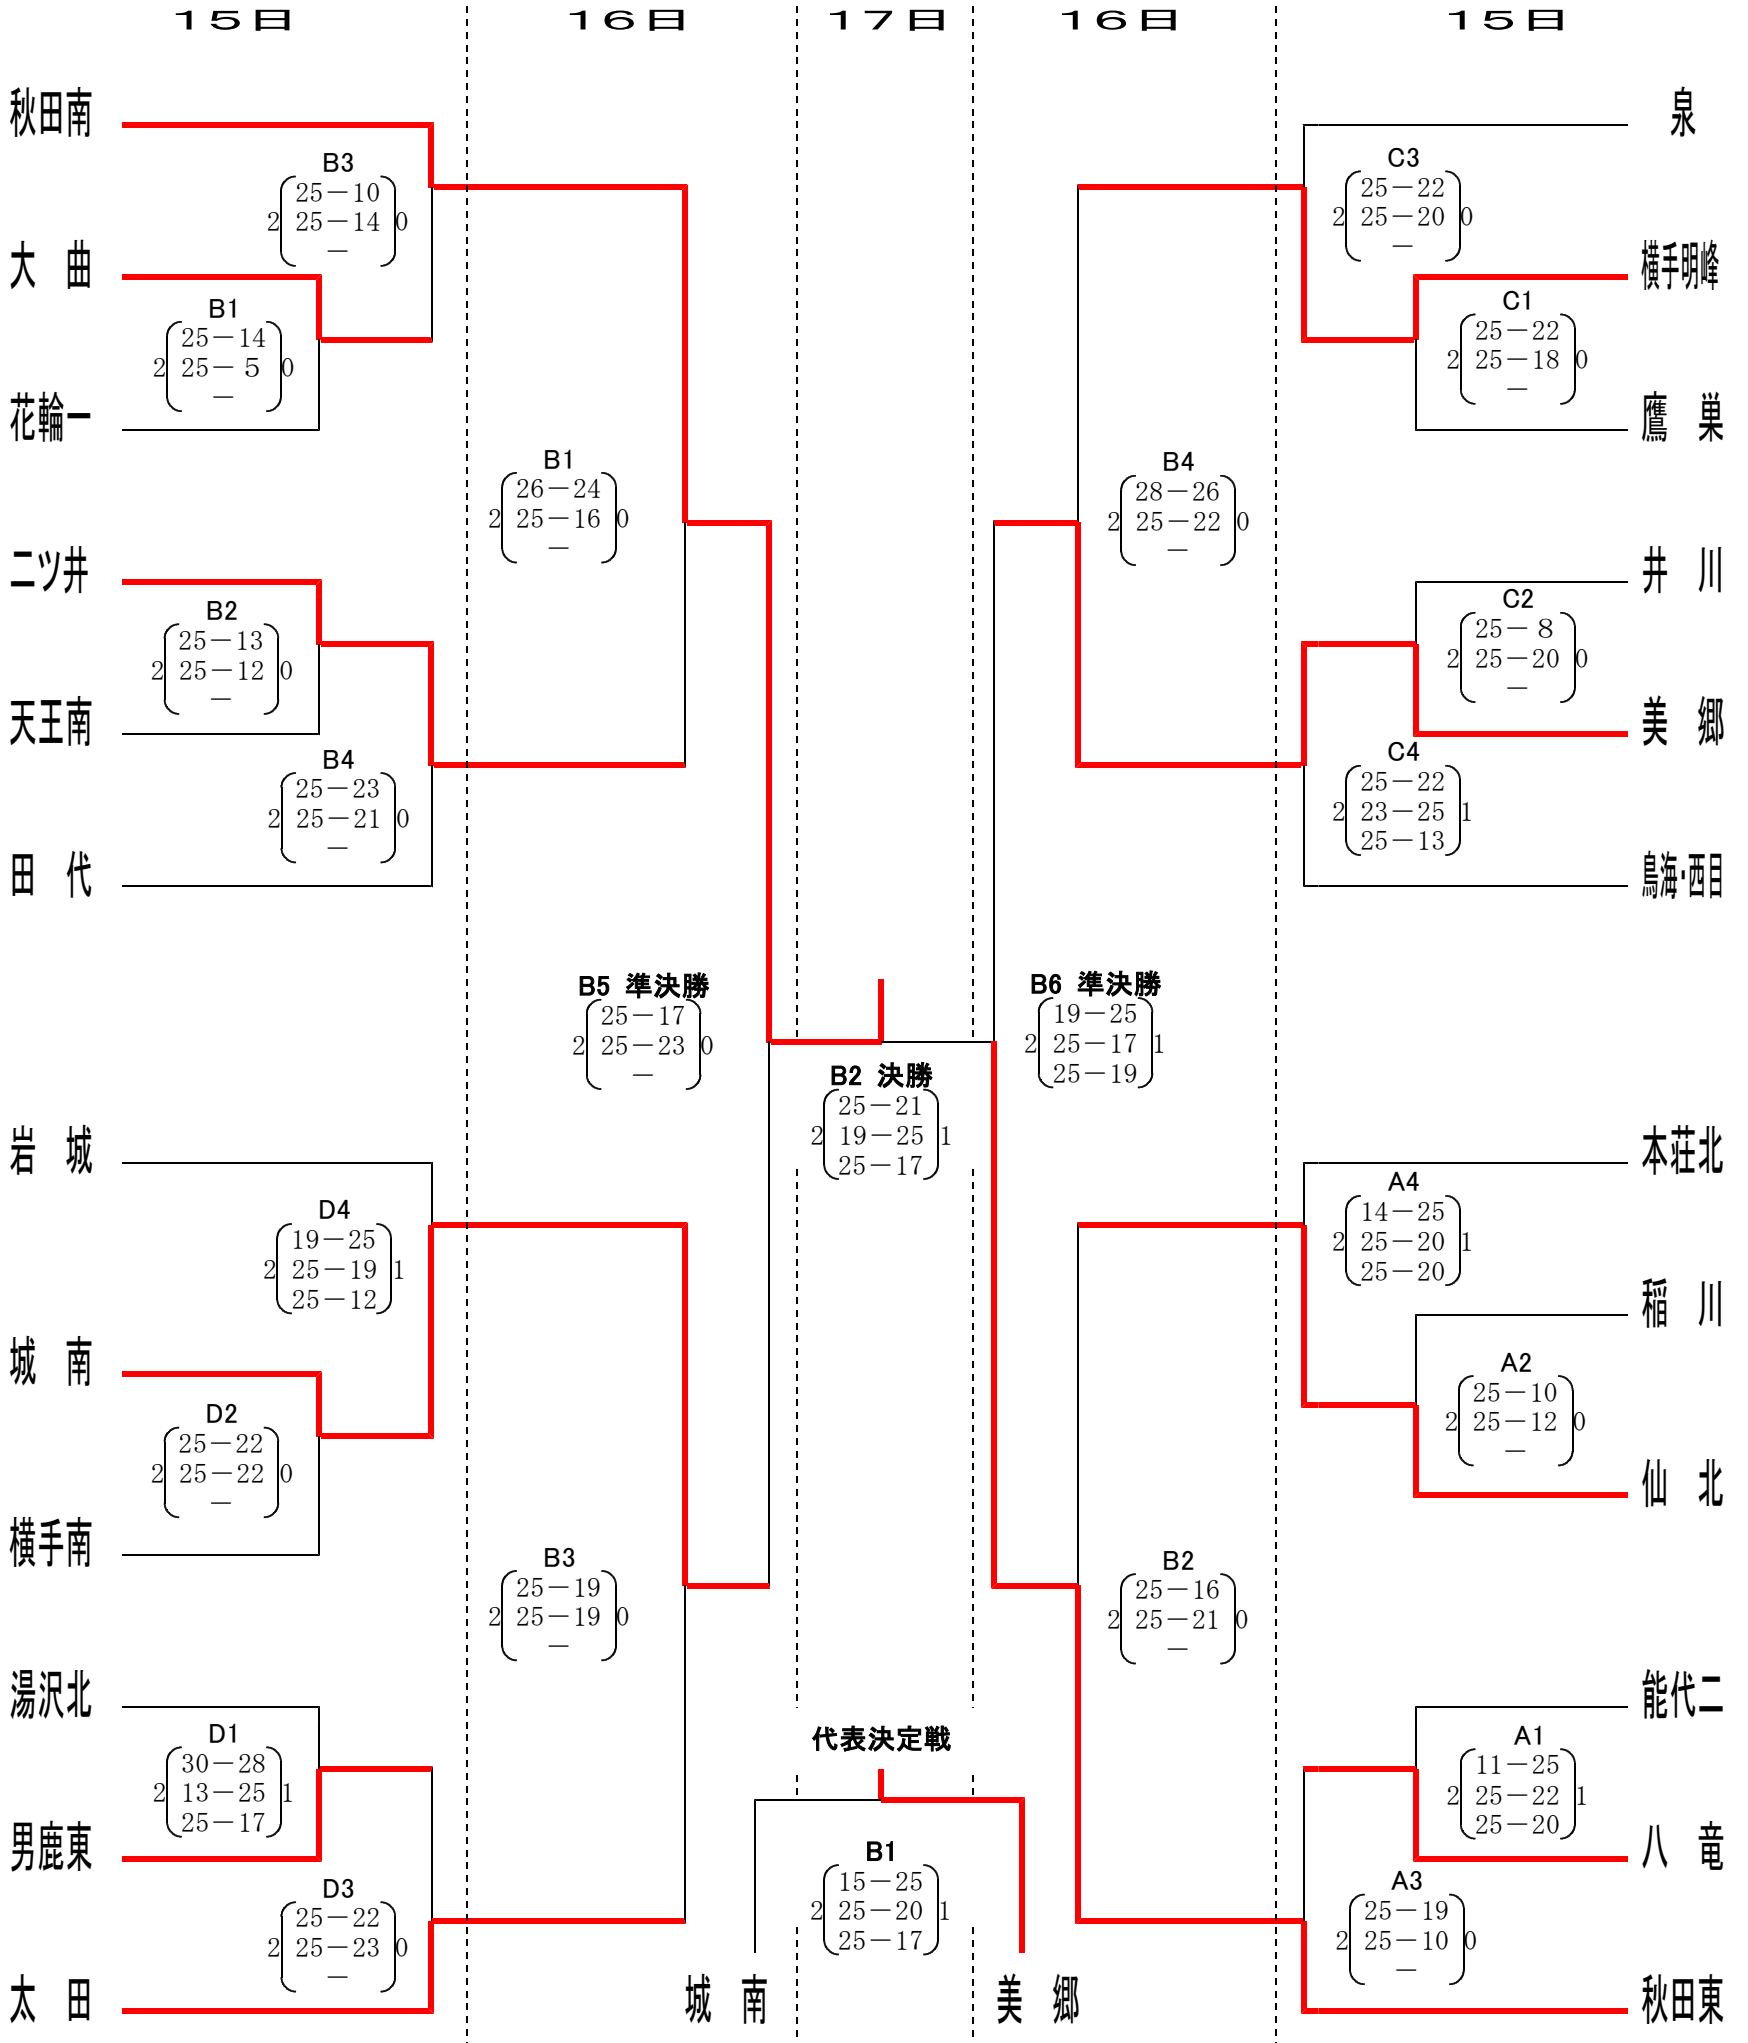 15日 16日 17日 16日 15日
秋田南
B3
25－10
2 25－14 0
－
大　曲
B1
25－14
2 25－ 5 0
－
花輪一
B1
26－24
2 25－16 0
－
二ツ井
B2
25－13
2 25－12 0
－
天王南
B4
25－23
2 25－21 0
－
田　代
B5 準決勝
25－17
2 25－23 0
－
岩　城
D4
19－25
2 25－19 1
25－12
城　南
D2
25－22
2 25－22 0
－
横手南
B3
25－19
2 25－19 0
－
湯沢北
D1
30－28
2 13－25 1
25－17
男鹿東
D3
25－22
2 25－23 0
－
太　田
B2 決勝
25－21
2 19－25 1
25－17
代表決定戦
B1
15－25
2 25－20 1
25－17
城　南
美　郷
泉
C3
25－22
2 25－20 0
－
横手明峰
C1
25－22
2 25－18 0
－
鷹　巣
B4
28－26
2 25－22 0
－
井　川
C2
25－ 8
2 25－20 0
－
美　郷
C4
25－22
2 23－25 1
25－13
鳥海・西目
B6 準決勝
19－25
2 25－17 1
25－19
本荘北
A4
14－25
2 25－20 1
25－20
稲　川
A2
25－10
2 25－12 0
－
仙　北
B2
25－16
2 25－21 0
－
能代二
A1
11－25
2 25－22 1
25－20
八　竜
A3
25－19
2 25－10 0
－
秋田東